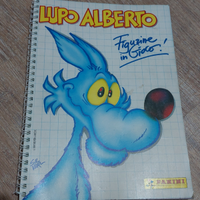 LUPO ALBERTO
Figurine
in Gioco!
PANINI